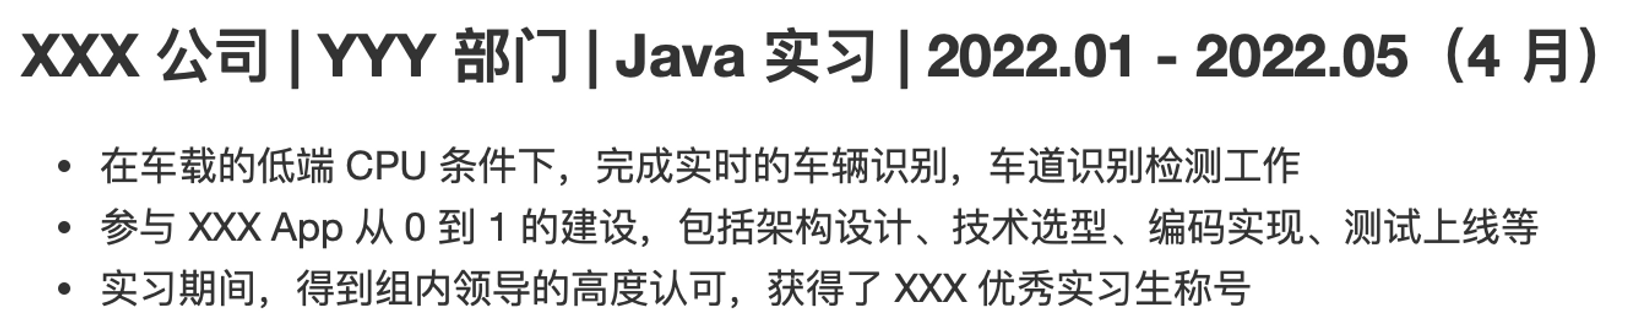 XXX 公司 | YYY 部门 | Java 实习 | 2022.01 - 2022.05（4 月）
• 在车载的低端 CPU 条件下，完成实时的车辆识别，车道识别检测工作
• 参与 XXX App 从 0 到 1 的建设，包括架构设计、技术选型、编码实现、测试上线等
• 实习期间，得到组内领导的高度认可，获得了 XXX 优秀实习生称号